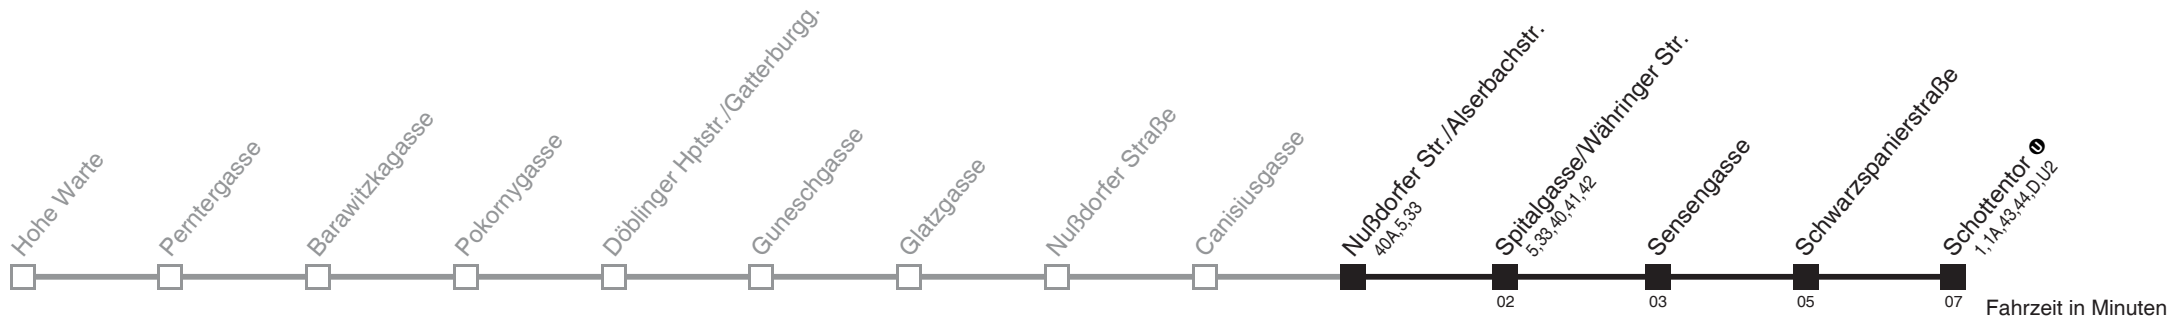 Hohe Warte
Perntergasse
Barawitzkagasse
Pokornygasse
Döblinger Hptstr./Gatterburgg.
Guneschgasse
Glatzgasse
Nußdorfer Straße
Canisiusgasse
Nußdorfer Str./Alserbachstr.
40A,5,33
Spitalgasse/Währinger Str.
5,33,40,41,42
Sensengasse
Schwarzspanierstraße
Schottentor U
1,1A,43,44,D,U2
02
03
05
07
Fahrzeit in Minuten